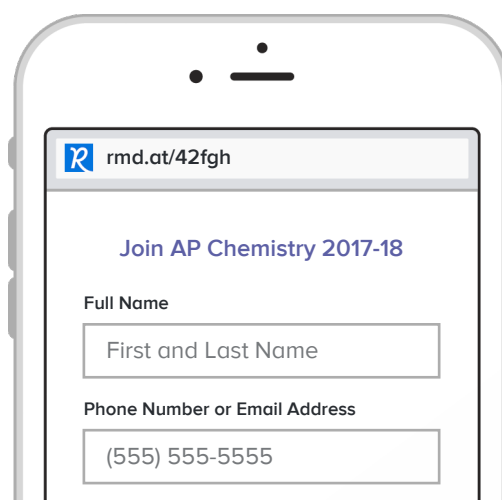 rmd.at/42fgh
Join AP Chemistry 2017-18
Full Name
First and Last Name
Phone Number or Email Address
(555) 555-5555